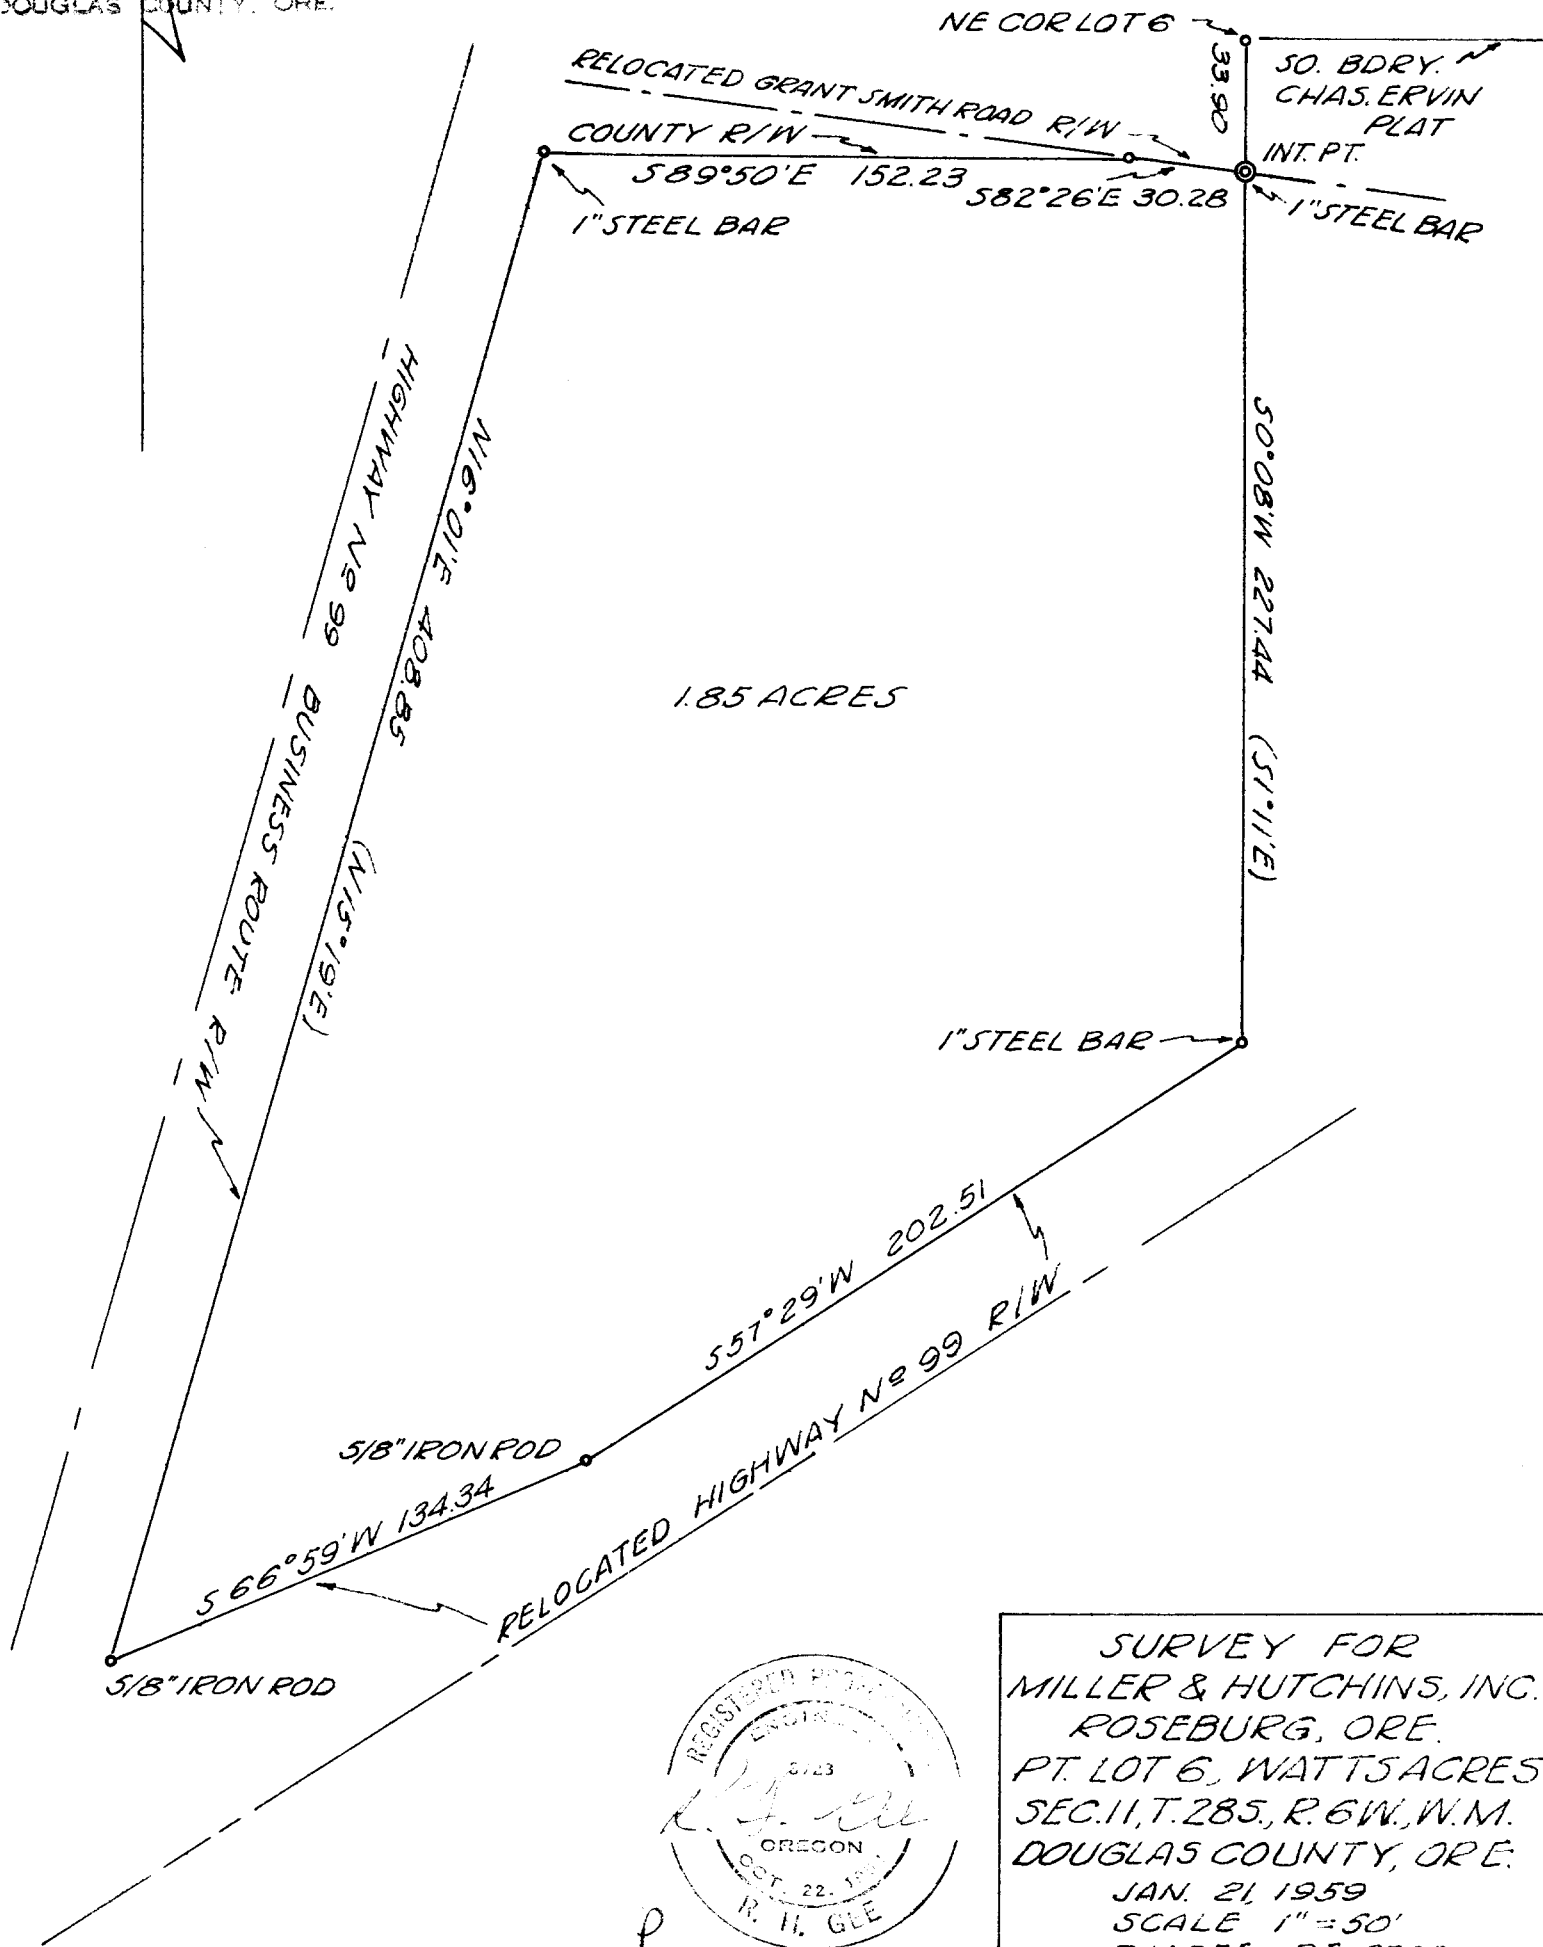 DOUGLAS COUNTY, ORE.
NE COR LOT 6
33.90
SO. BDRY.
CHAS. ERVIN
PLAT
RELOCATED GRANT SMITH ROAD R/W
COUNTY R/W
INT. PT.
S89°50'E 152.23
S82°26'E 30.28
1" STEEL BAR
1" STEEL BAR
HIGHWAY Nº 99 BUSINESS ROUTE R/W
N16°01'E 408.85 (N15°19'E)
S0°08'W 227.44 (S1°11'E)
1.85 ACRES
1" STEEL BAR
S57°29'W 202.51
5/8" IRON ROD
S66°59'W 134.34
RELOCATED HIGHWAY Nº 99 R/W
5/8" IRON ROD
REGISTERED
OREGON
OCT. 22.
R. H. GEE
P
SURVEY FOR
MILLER & HUTCHINS, INC.
ROSEBURG, ORE.
PT. LOT 6, WATTS ACRES
SEC. 11, T. 28S., R. 6W., W.M.
DOUGLAS COUNTY, ORE.
JAN. 21, 1959
SCALE 1" = 50'